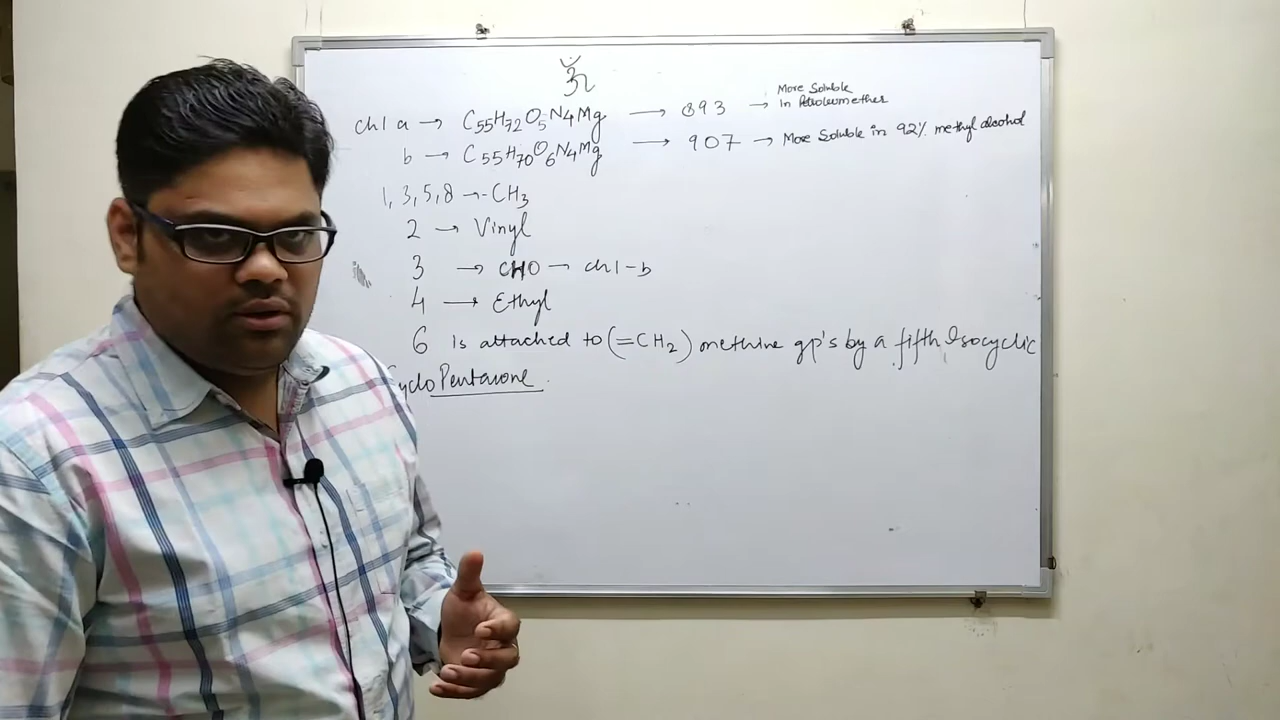 ॐ
chl a → C55H72O5N4Mg → 893 → More Soluble in Petroleumether
b → C55H70O6N4Mg → 907 → More Soluble in 92% methyl alcohol
1, 3, 5, 8 → -CH3
2 → Vinyl
3 → CHO → chl-b
4 → Ethyl
6 is attached to (=CH2) methine gp's by a fifth Isocyclic
Cyclo Pentanone.